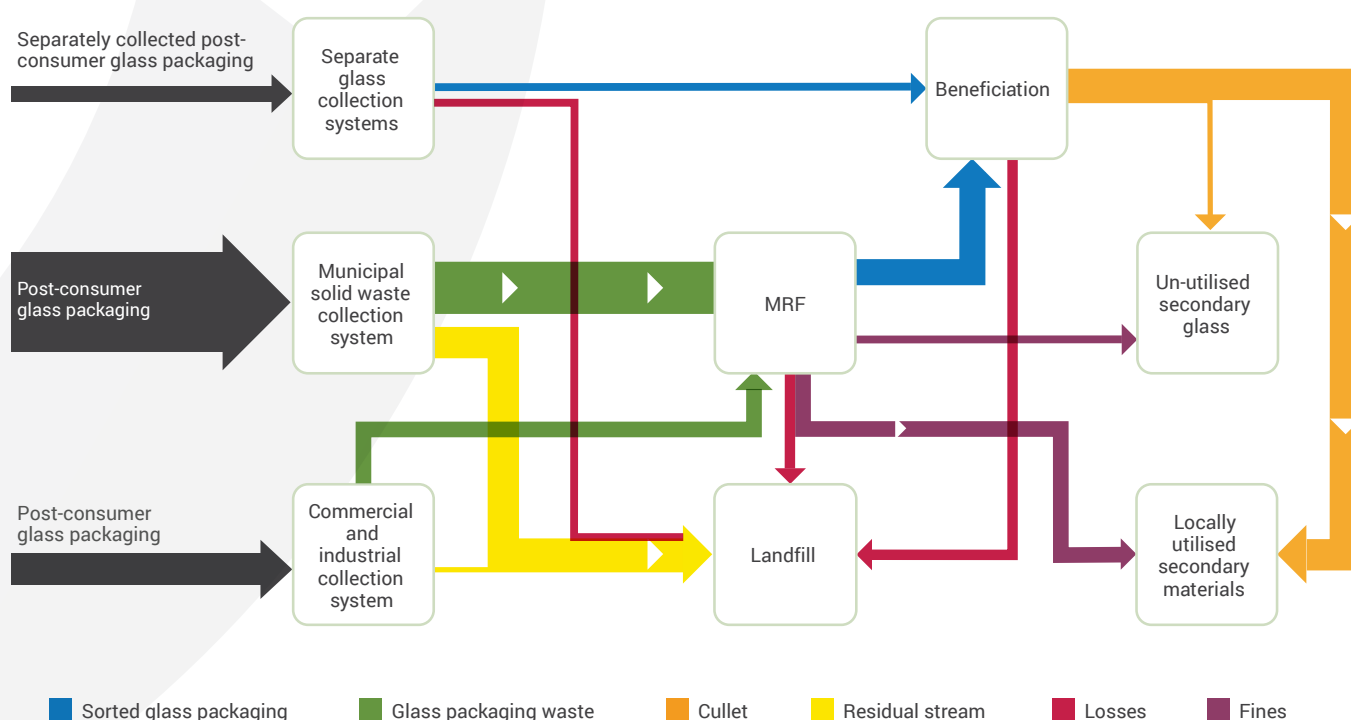 Separately collected post-
consumer glass packaging
Separate
glass
collection
systems
Beneficiation
Post-consumer
glass packaging
Municipal
solid waste
collection
system
MRF
Un-utilised
secondary
glass
Post-consumer
glass packaging
Commercial
and
industrial
collection
system
Landfill
Locally
utilised
secondary
materials
Sorted glass packaging
Glass packaging waste
Cullet
Residual stream
Losses
Fines